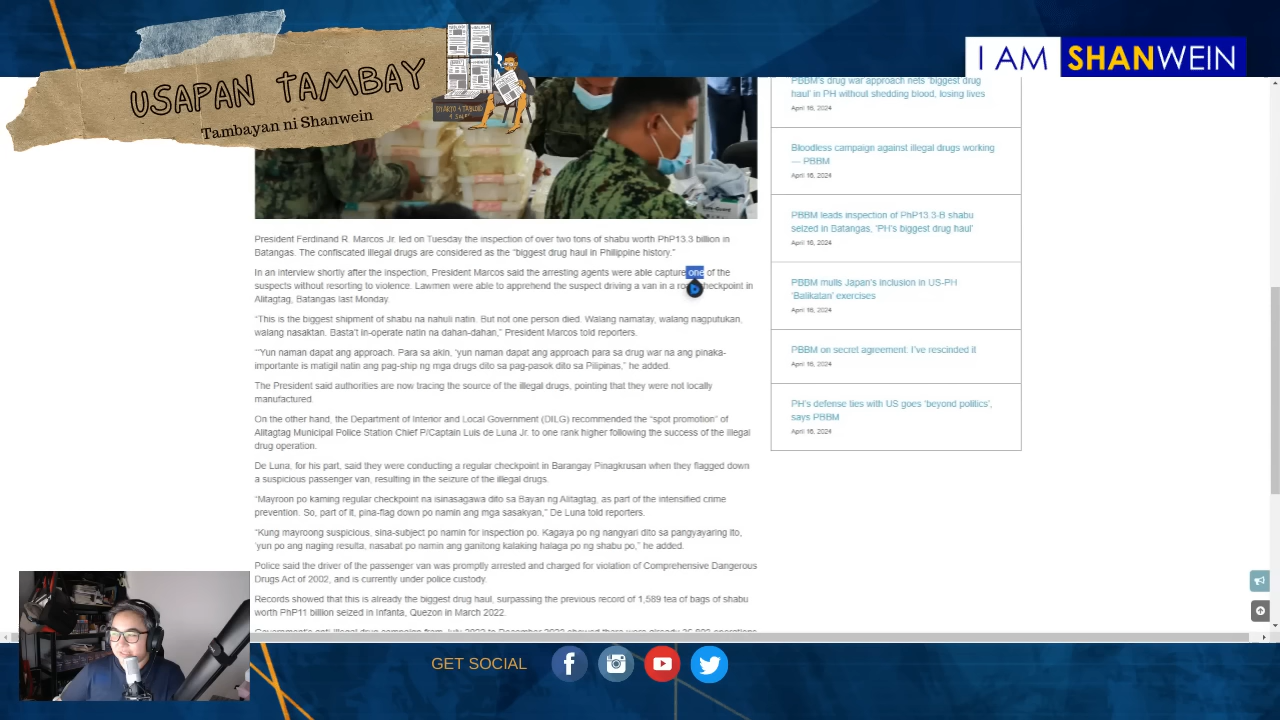 USAPAN TAMBAY
Tambayan ni Shanwein
I AM SHANWEIN
President Ferdinand R. Marcos Jr. led on Tuesday the inspection of over two tons of shabu worth PhP13.3 billion in
Batangas. The confiscated illegal drugs are considered as the “biggest drug haul in Philippine history.”
In an interview shortly after the inspection, President Marcos said the arresting agents were able capture one of the
suspects without resorting to violence. Lawmen were able to apprehend the suspect driving a van in a checkpoint in
Alitagtag, Batangas last Monday.
“This is the biggest shipment of shabu na nahuli natin. But not one person died. Walang namatay, walang nagputukan,
walang nasaktan. Basta’t in-operate natin na dahan-dahan,” President Marcos told reporters.
“’Yun naman dapat ang approach. Para sa akin, ‘yun naman dapat ang approach para sa drug war na ang pinaka-
importante is matigil natin ang pag-ship ng mga drugs dito sa pag-pasok dito sa Pilipinas,” he added.
The President said authorities are now tracing the source of the illegal drugs, pointing that they were not locally
manufactured.
On the other hand, the Department of Interior and Local Government (DILG) recommended the “spot promotion” of
Alitagtag Municipal Police Station Chief P/Captain Luis de Luna Jr. to one rank higher following the success of the illegal
drug operation.
De Luna, for his part, said they were conducting a regular checkpoint in Barangay Pinagkrusan when they flagged down
a suspicious passenger van, resulting in the seizure of the illegal drugs.
“Mayroon po kaming regular checkpoint na isinasagawa dito sa Bayan ng Alitagtag, as part of the intensified crime
prevention. So, part of it, pina-flag down po namin ang mga sasakyan,” De Luna told reporters.
“Kung mayroong suspicious, sina-subject po namin for inspection po. Kagaya po ng nangyari dito sa pangyayaring ito,
‘yun po ang naging resulta, nasabat po namin ang ganitong kalaking halaga po ng shabu po,” he added.
Police said the driver of the passenger van was promptly arrested and charged for violation of Comprehensive Dangerous
Drugs Act of 2002, and is currently under police custody.
Records showed that this is already the biggest drug haul, surpassing the previous record of 1,589 tea of bags of shabu
worth PhP11 billion seized in Infanta, Quezon in March 2022.
PBBM’s drug war approach nets ‘biggest drug
haul’ in PH without shedding blood, losing lives
April 16, 2024
Bloodless campaign against illegal drugs working
— PBBM
April 16, 2024
PBBM leads inspection of PhP13.3-B shabu
seized in Batangas, ‘PH’s biggest drug haul’
April 16, 2024
PBBM mulls Japan’s inclusion in US-PH
‘Balikatan’ exercises
April 16, 2024
PBBM on secret agreement: I’ve rescinded it
April 16, 2024
PH’s defense ties with US goes ‘beyond politics’,
says PBBM
April 16, 2024
GET SOCIAL